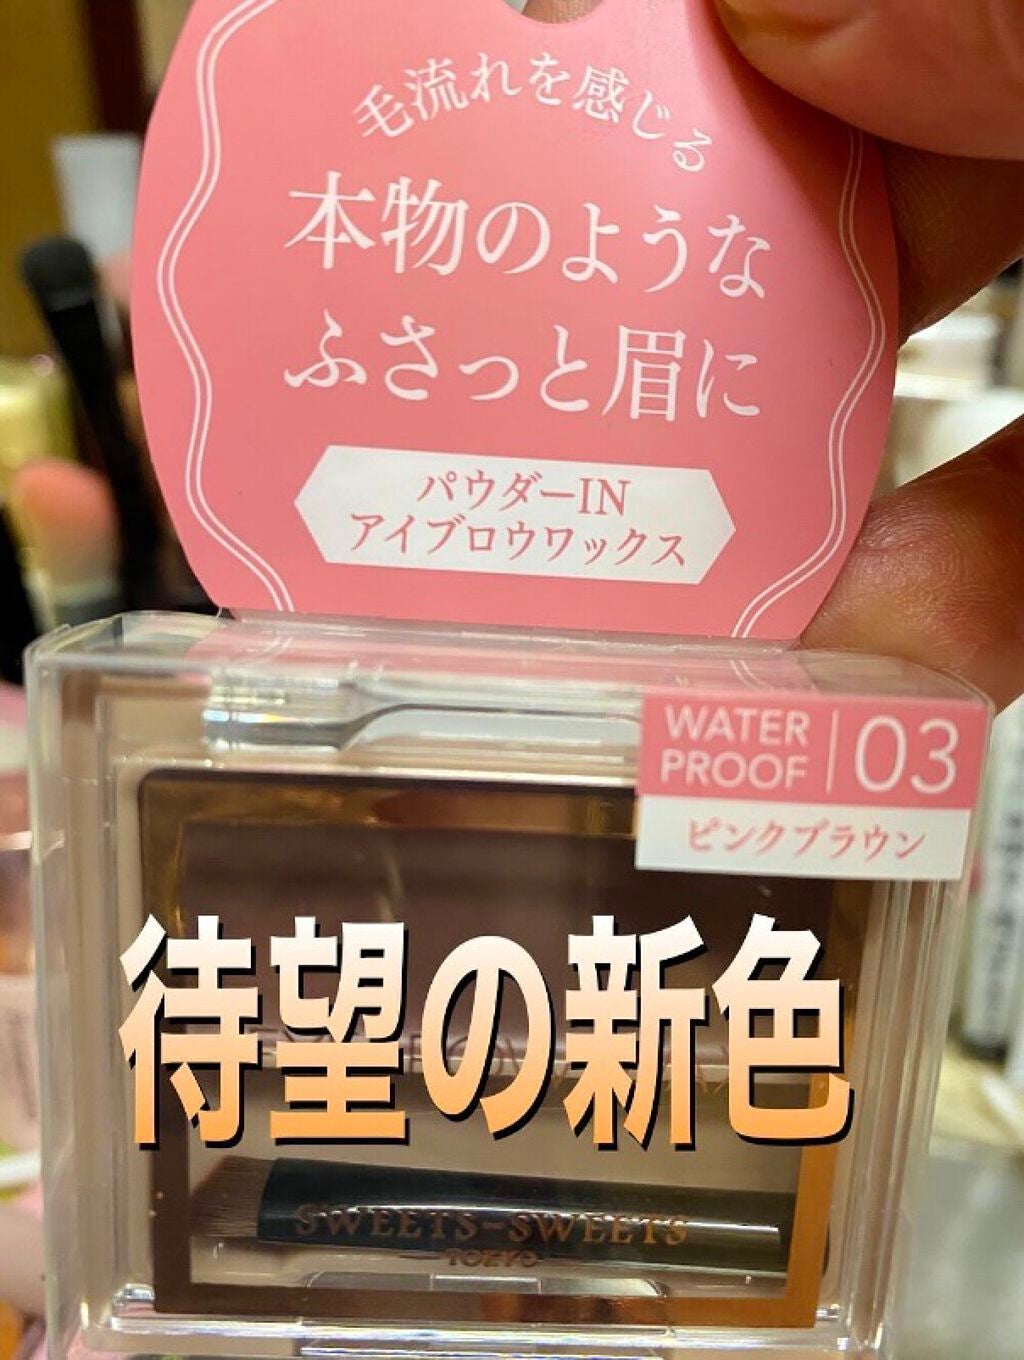 毛流れを感じる
本物のような
ふさっと眉に
パウダーIN
アイブロウワックス
WATER
PROOF
03
ピンクブラウン
待望の新色
SWEETS-SWEETS
TOKYO